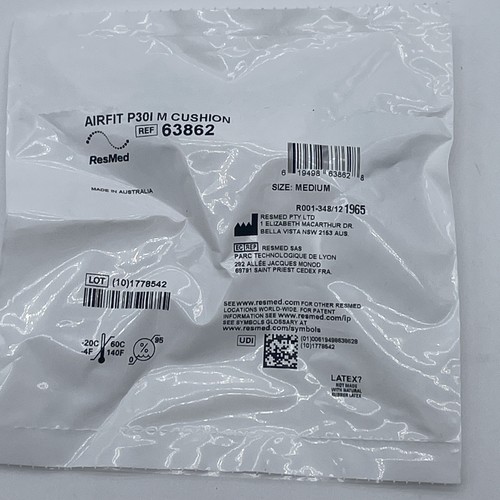 AIRFIT P30I M CUSHION
REF 63862
ResMed
MADE IN AUSTRALIA
6 19498 63862 8
SIZE: MEDIUM
R001-348/12 1965
RESMED PTY LTD
1 ELIZABETH MACARTHUR DR.
BELLA VISTA NSW 2153 AUS.
EC REP RESMED SAS
PARC TECHNOLOGIQUE DE LYON
292 ALLÉE JACQUES MONOD
69791 SAINT PRIEST CEDEX FRA.
LOT (10)1778542
SEE www.resmed.com FOR OTHER RESMED
LOCATIONS WORLD-WIDE. FOR PATENT
INFORMATION SEE www.resmed.com/ip
SEE SYMBOLS GLOSSARY AT
www.resmed.com/symbols
-20C 60C
-4F 140F
% 95
0
UDI (01)00619498638628
(10)1778542
LATEX?
NOT MADE
WITH NATURAL
RUBBER LATEX